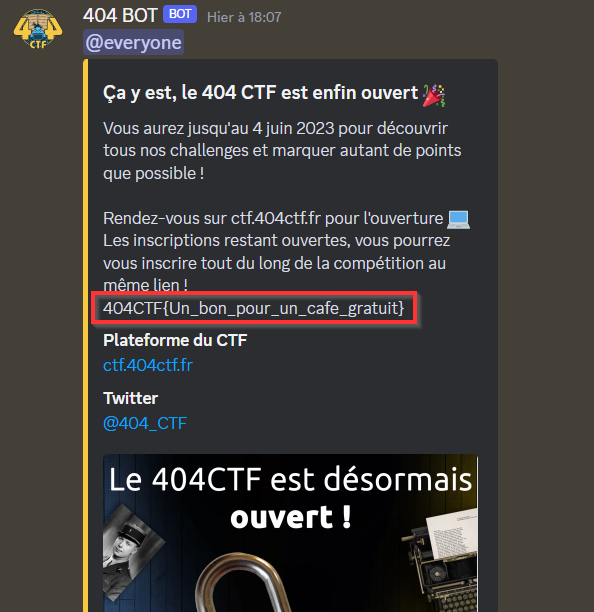 404 BOT BOT Hier à 18:07
@everyone
Ça y est, le 404 CTF est enfin ouvert 🎉
Vous aurez jusqu'au 4 juin 2023 pour découvrir
tous nos challenges et marquer autant de points
que possible !
Rendez-vous sur ctf.404ctf.fr pour l'ouverture 💻
Les inscriptions restant ouvertes, vous pourrez
vous inscrire tout du long de la compétition au
même lien !
404CTF{Un_bon_pour_un_cafe_gratuit}
Plateforme du CTF
ctf.404ctf.fr
Twitter
@404_CTF
Le 404CTF est désormais
ouvert !